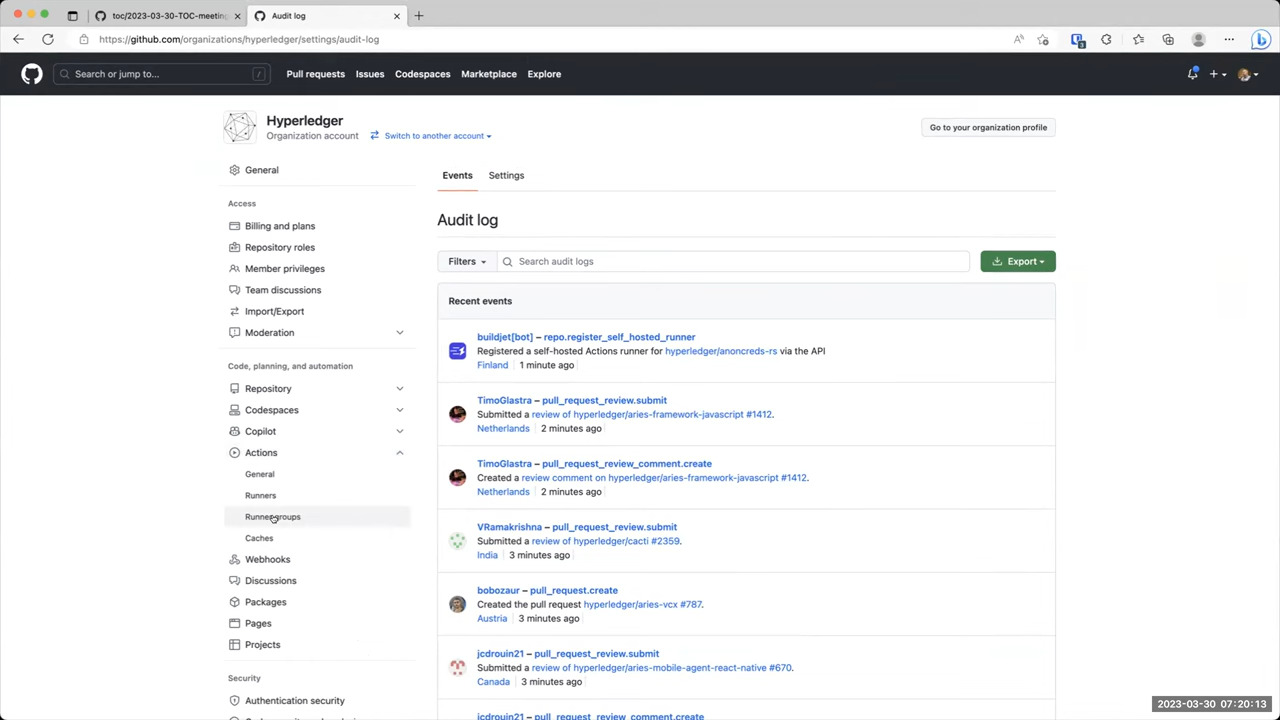 toc/2023-03-30-TOC-meeting
Audit log
https://github.com/organizations/hyperledger/settings/audit-log
Search or jump to...
/
Pull requests
Issues
Codespaces
Marketplace
Explore
Hyperledger
Organization account
Switch to another account
Go to your organization profile
General
Access
Billing and plans
Repository roles
Member privileges
Team discussions
Import/Export
Moderation
Code, planning, and automation
Repository
Codespaces
Copilot
Actions
General
Runners
Runner groups
Caches
Webhooks
Discussions
Packages
Pages
Projects
Security
Authentication security
Events
Settings
Audit log
Filters
Search audit logs
Export
Recent events
buildjet[bot] – repo.register_self_hosted_runner
Registered a self-hosted Actions runner for hyperledger/anoncreds-rs via the API
Finland 1 minute ago
TimoGlastra – pull_request_review.submit
Submitted a review of hyperledger/aries-framework-javascript #1412.
Netherlands 2 minutes ago
TimoGlastra – pull_request_review_comment.create
Created a review comment on hyperledger/aries-framework-javascript #1412.
Netherlands 2 minutes ago
VRamakrishna – pull_request_review.submit
Submitted a review of hyperledger/cacti #2359.
India 3 minutes ago
bobozaur – pull_request.create
Created the pull request hyperledger/aries-vcx #787.
Austria 3 minutes ago
jcdrouin21 – pull_request_review.submit
Submitted a review of hyperledger/aries-mobile-agent-react-native #670.
Canada 3 minutes ago
jcdrouin21 – pull_request_review_comment.create
2023-03-30 07:20:13